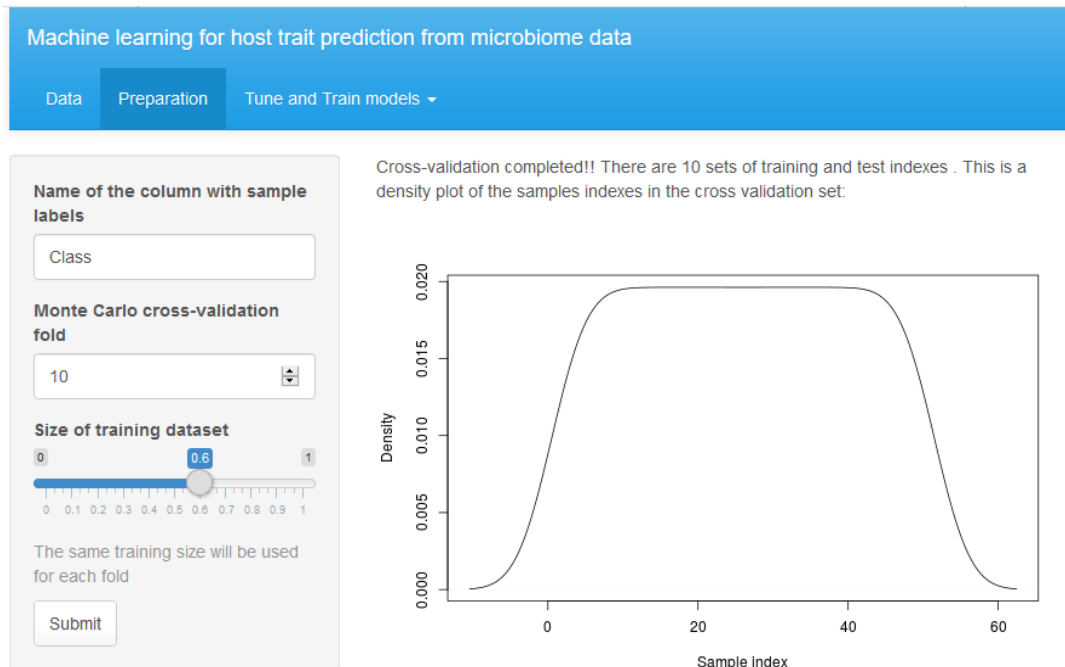 Machine learning for host trait prediction from microbiome data
Data Preparation Tune and Train models
Name of the column with sample
labels
Class
Monte Carlo cross-validation
fold
10
Size of training dataset
0 0.6 1
0 0.1 0.2 0.3 0.4 0.5 0.6 0.7 0.8 0.9 1
The same training size will be used
for each fold
Submit
Cross-validation completed!! There are 10 sets of training and test indexes . This is a
density plot of the samples indexes in the cross validation set:
0.020
0.015
0.010
0.005
0.000
Density
0 20 40 60
Sample index